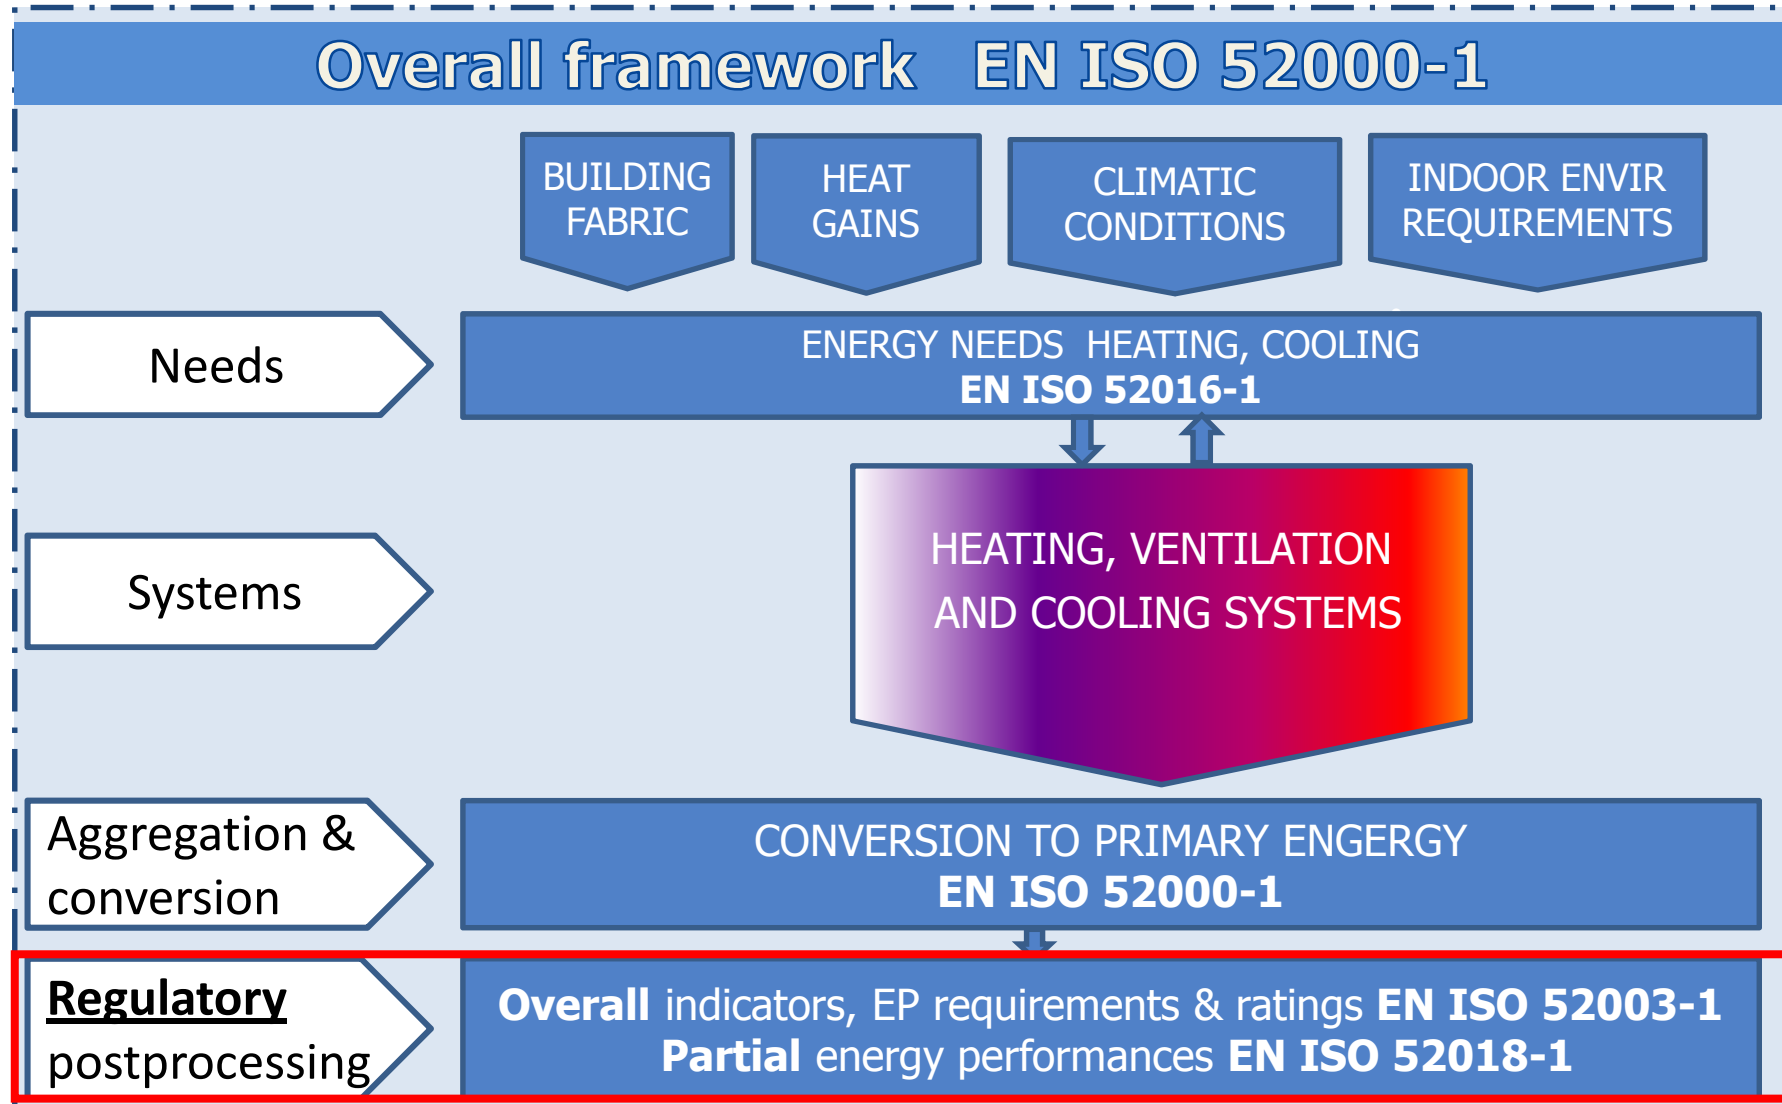 Overall framework EN ISO 52000-1
BUILDING
FABRIC
HEAT
GAINS
CLIMATIC
CONDITIONS
INDOOR ENVIR
REQUIREMENTS
Needs
ENERGY NEEDS HEATING, COOLING
EN ISO 52016-1
Systems
HEATING, VENTILATION
AND COOLING SYSTEMS
Aggregation &
conversion
CONVERSION TO PRIMARY ENGERGY
EN ISO 52000-1
Regulatory
postprocessing
Overall indicators, EP requirements & ratings EN ISO 52003-1
Partial energy performances EN ISO 52018-1